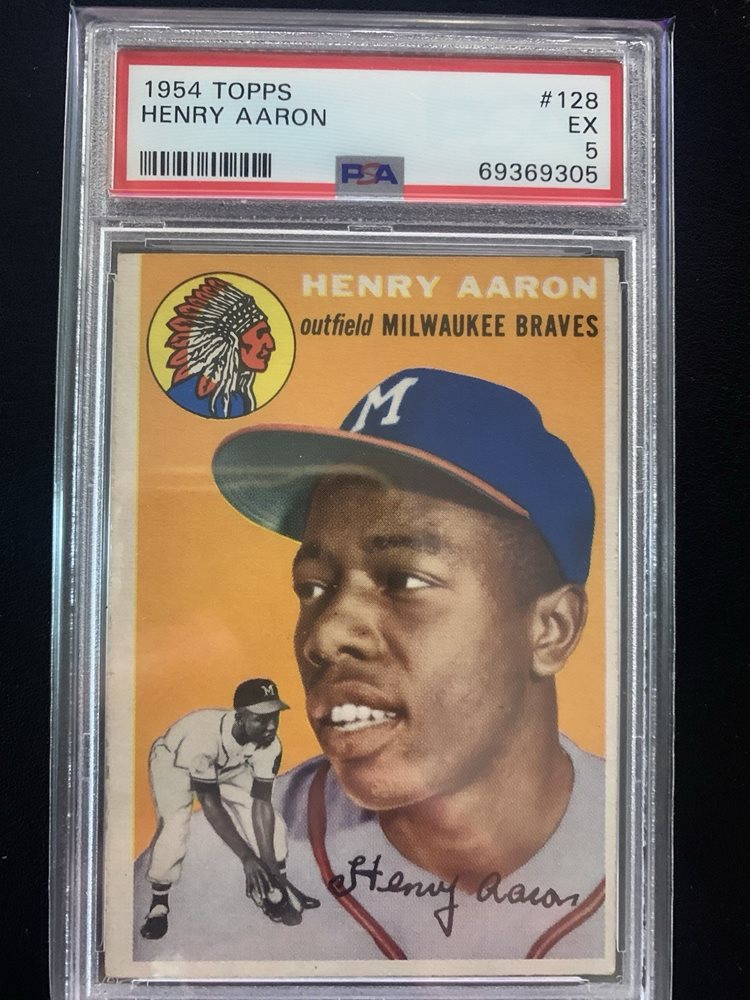 1954 TOPPS
#128
HENRY AARON
EX
5
PSA
69369305
HENRY AARON
outfield MILWAUKEE BRAVES
M
M
Henry Aaron